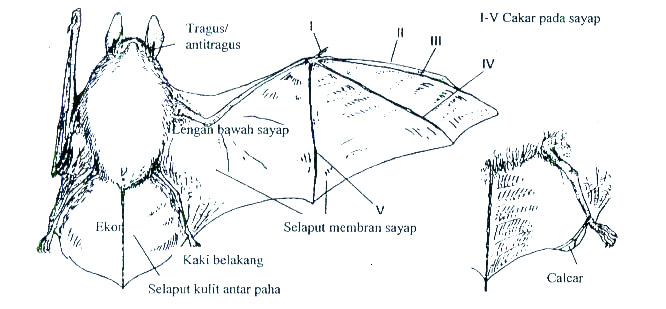 I
I-V Cakar pada sayap
Tragus/
antitragus
II
III
IV
Lengan bawah sayap
V
Ekor
Selaput membran sayap
Kaki belakang
Calcar
Selaput kulit antar paha